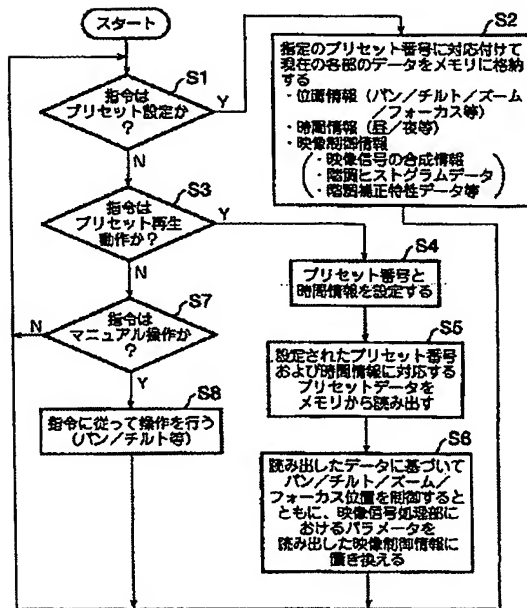 スタート
S1
指令は
プリセット設定か
?
Y
N
S2
指定のプリセット番号に対応付けて
現在の各部のデータをメモリに格納
する
・位置情報(パン/チルト/ズーム
/フォーカス等)
・時間情報(昼/夜等)
・映像制御情報
・映像信号の合成情報
・階調ヒストグラムデータ
・階調補正特性データ等
S3
指令は
プリセット再生
動作か?
Y
N
S4
プリセット番号と
時間情報を設定する
S5
設定されたプリセット番号
および時間情報に対応する
プリセットデータを
メモリから読み出す
S6
読み出したデータに基づいて
パン/チルト/ズーム/
フォーカス位置を制御すると
ともに、映像信号処理部に
おけるパラメータを
読み出した映像制御情報に
置き換える
S7
指令は
マニュアル操作か
?
N
Y
S8
指令に従って操作を行う
(パン/チルト等)